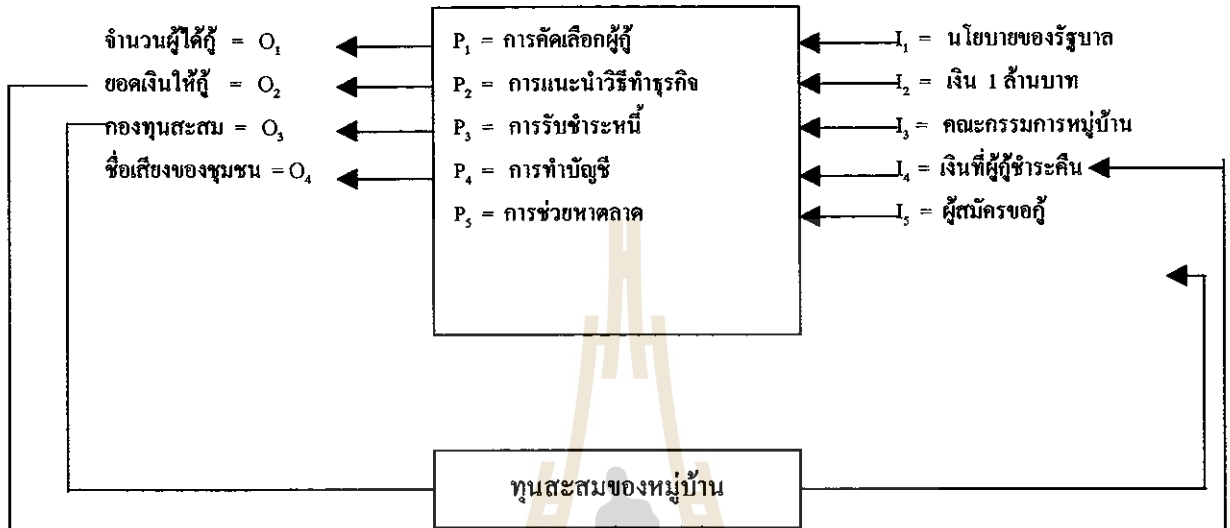 จำนวนผู้ได้กู้ = O₁ P₁ = การคัดเลือกผู้กู้ I₁ = นโยบายของรัฐบาล
ยอดเงินให้กู้ = O₂ P₂ = การแนะนำวิธีทำธุรกิจ I₂ = เงิน 1 ล้านบาท
กองทุนสะสม = O₃ P₃ = การรับชำระหนี้ I₃ = คณะกรรมการหมู่บ้าน
ชื่อเสียงของชุมชน = O₄ P₄ = การทำบัญชี I₄ = เงินที่ผู้กู้ชำระคืน
P₅ = การช่วยหาตลาด I₅ = ผู้สมัครขอกู้
ทุนสะสมของหมู่บ้าน